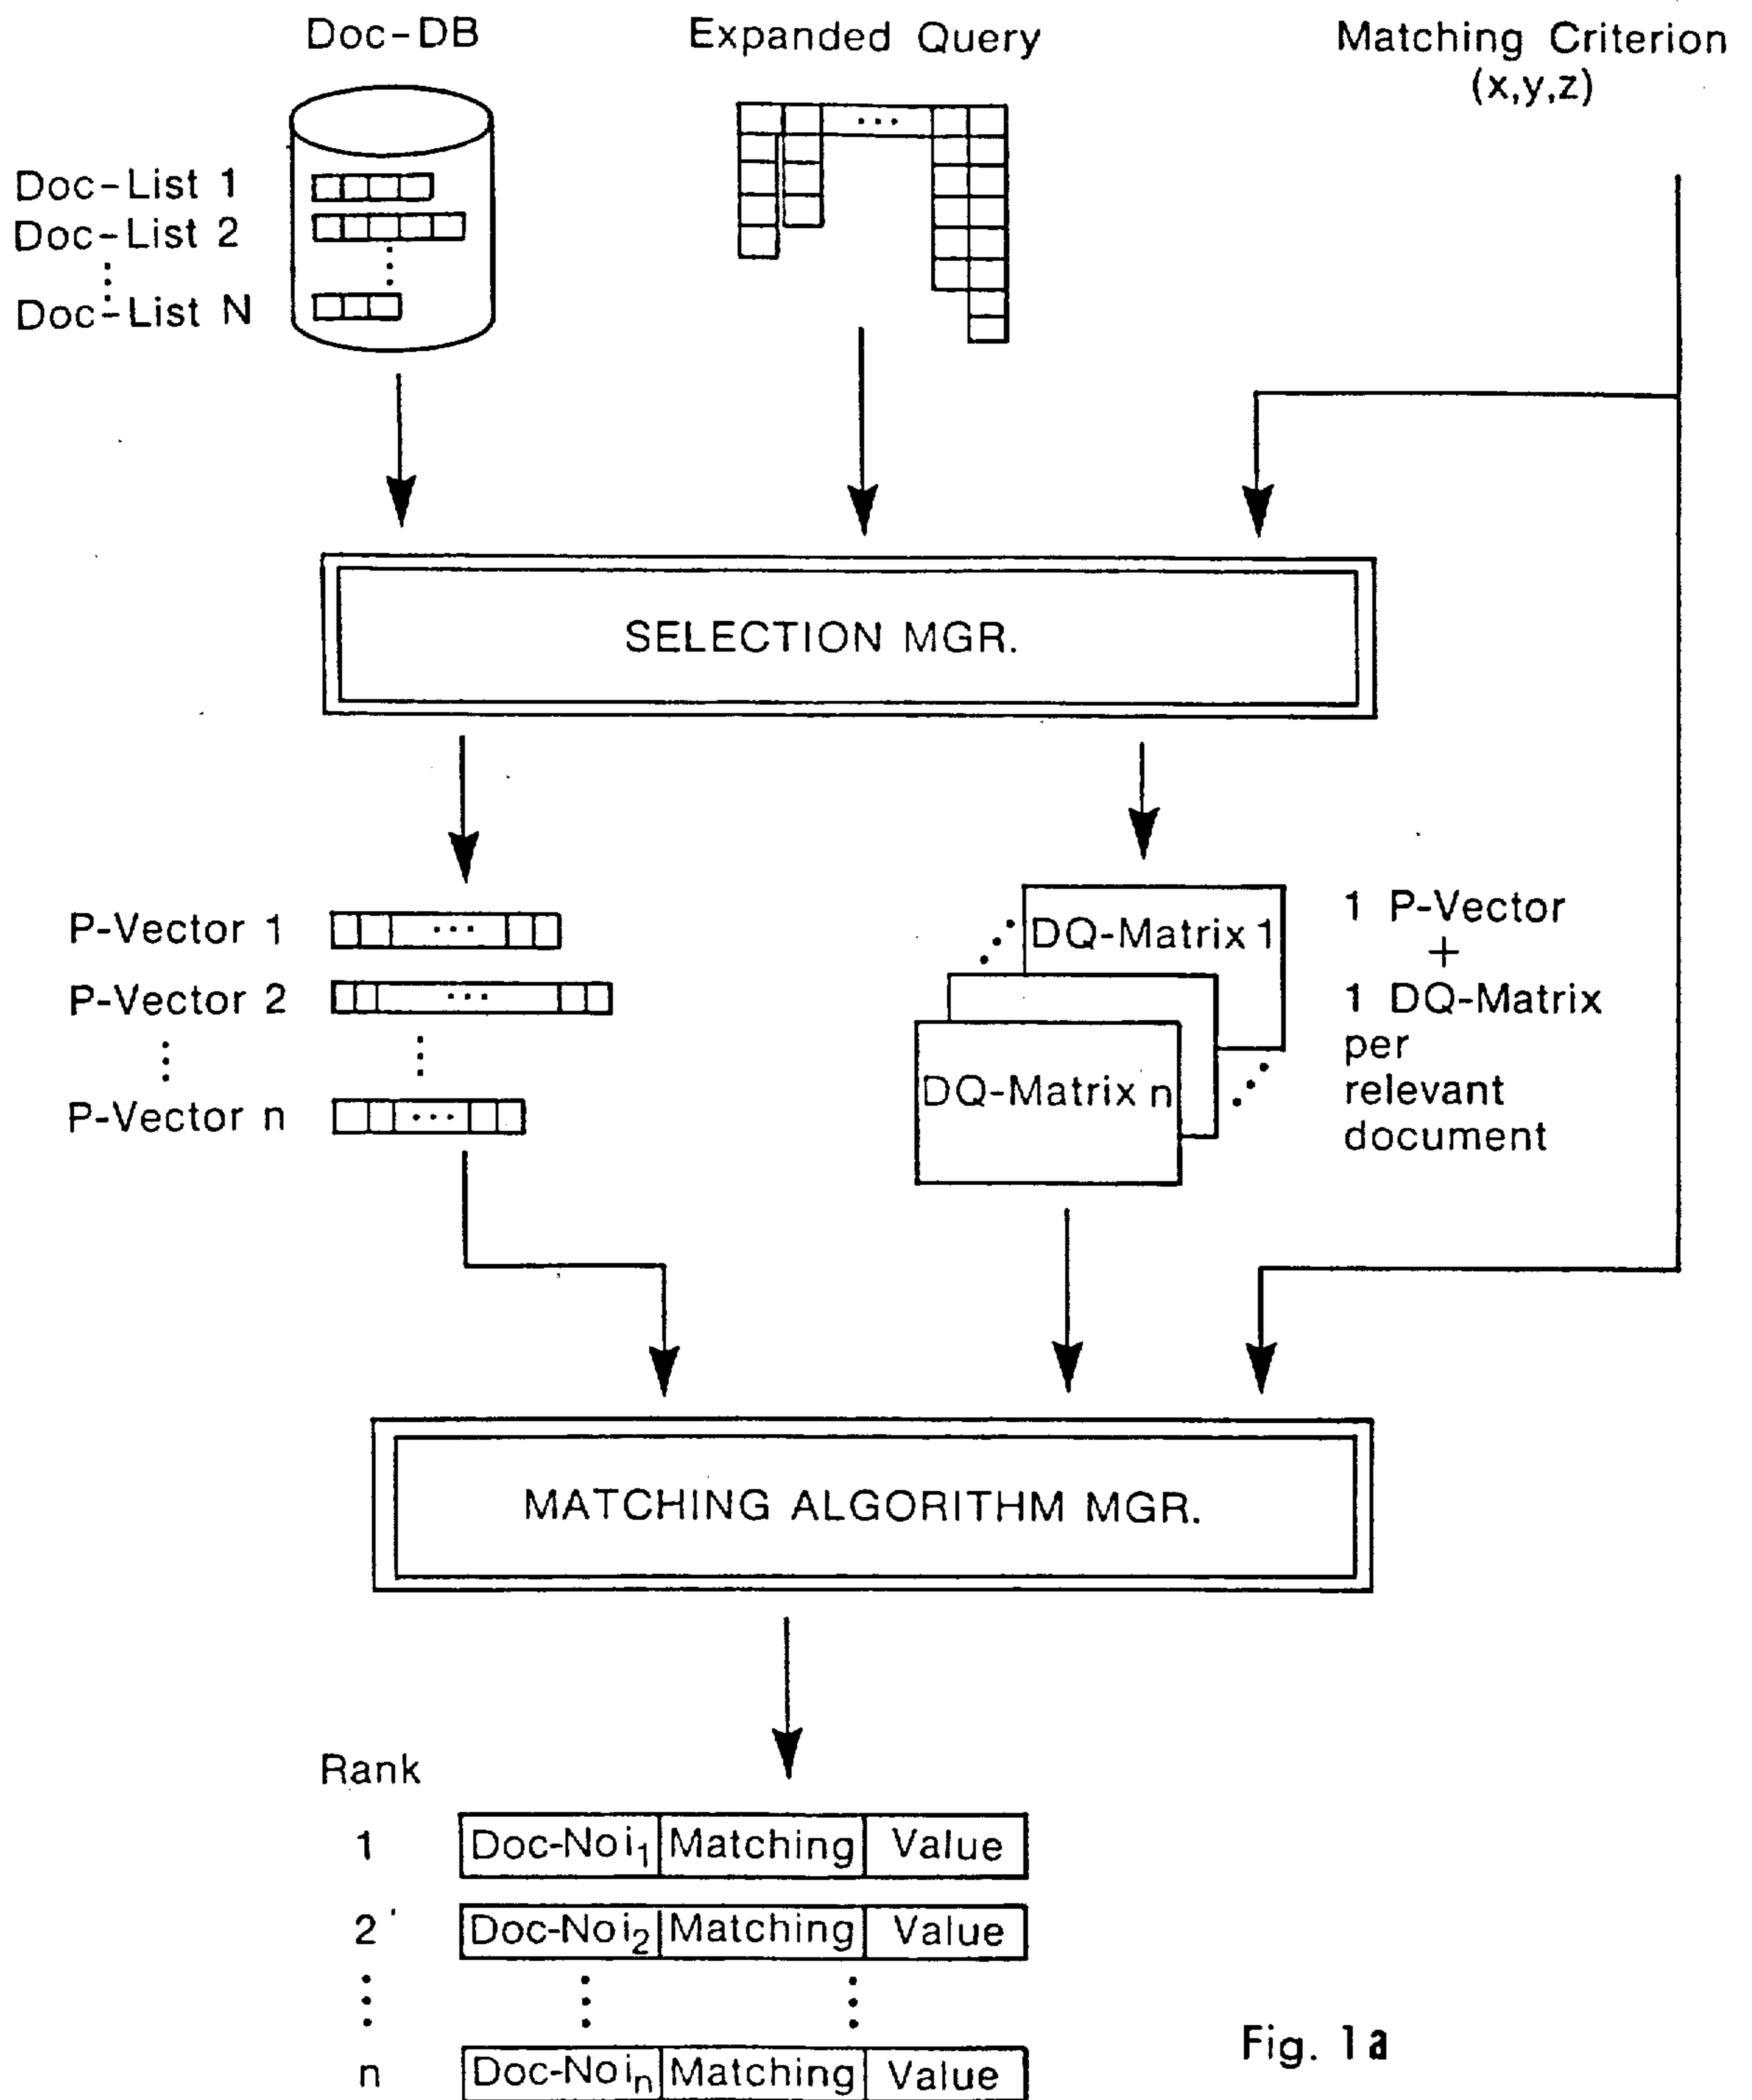 Doc-DB
Expanded Query
Matching Criterion
(x,y,z)
Doc-List 1
Doc-List 2
Doc-List N
SELECTION MGR.
P-Vector 1
P-Vector 2
P-Vector n
DQ-Matrix 1
DQ-Matrix n
1 P-Vector
+
1 DQ-Matrix
per
relevant
document
MATCHING ALGORITHM MGR.
Rank
1 Doc-No i₁ Matching Value
2 Doc-No i₂ Matching Value
n Doc-No iₙ Matching Value
Fig. 1a